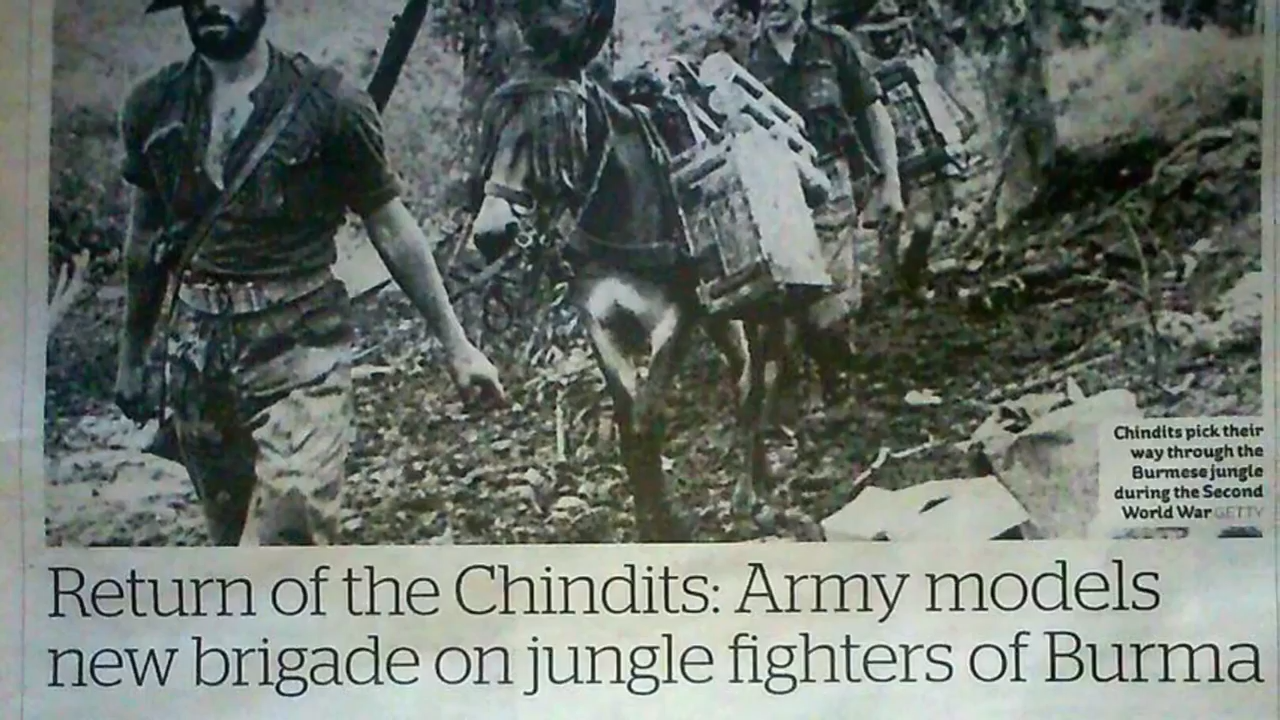 Chindits pick their
way through the
Burmese jungle
during the Second
World War GETTY
Return of the Chindits: Army models
new brigade on jungle fighters of Burma